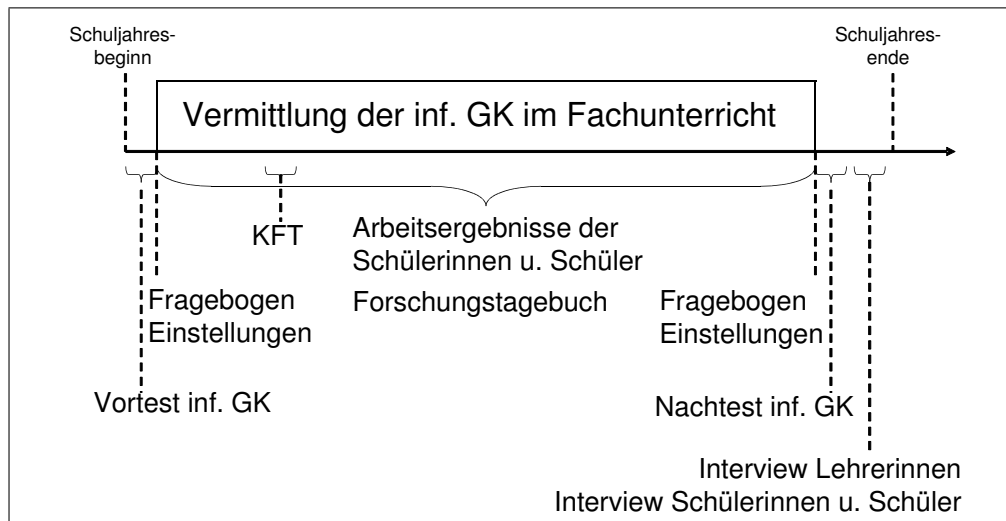 Schuljahres-
beginn
Schuljahres-
ende
Vermittlung der inf. GK im Fachunterricht
KFT
Arbeitsergebnisse der
Schülerinnen u. Schüler
Forschungstagebuch
Fragebogen
Einstellungen
Fragebogen
Einstellungen
Vortest inf. GK
Nachtest inf. GK
Interview Lehrerinnen
Interview Schülerinnen u. Schüler